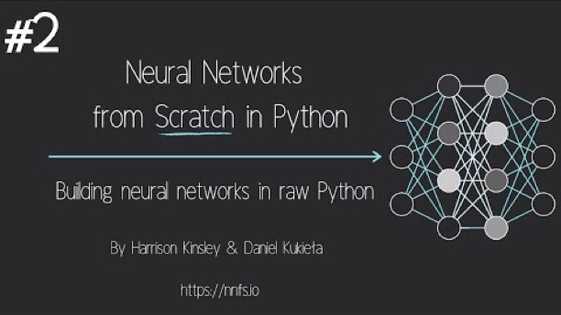 #2
Neural Networks
from Scratch in Python
Building neural networks in raw Python
By Harrison Kinsley & Daniel Kukieła
https://nnfs.io